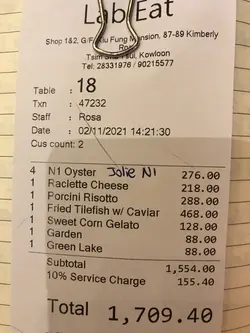 Lab Eat
Shop 1&2, G/F, Fu Fung Mansion, 87-89 Kimberly
Tsim Sha Tsui, Kowloon
Tel: 28331976 / 90215577
Table : 18
Txn : 47232
Staff : Rosa
Date : 02/11/2021 14:21:30
Cus count: 2
4 N1 Oyster Jolie N1 276.00
1 Raclette Cheese 218.00
1 Porcini Risotto 288.00
1 Fried Tilefish w/ Caviar 468.00
1 Sweet Corn Gelato 128.00
1 Garden 88.00
1 Green Lake 88.00
Subtotal 1,554.00
10% Service Charge 155.40
Total 1,709.40